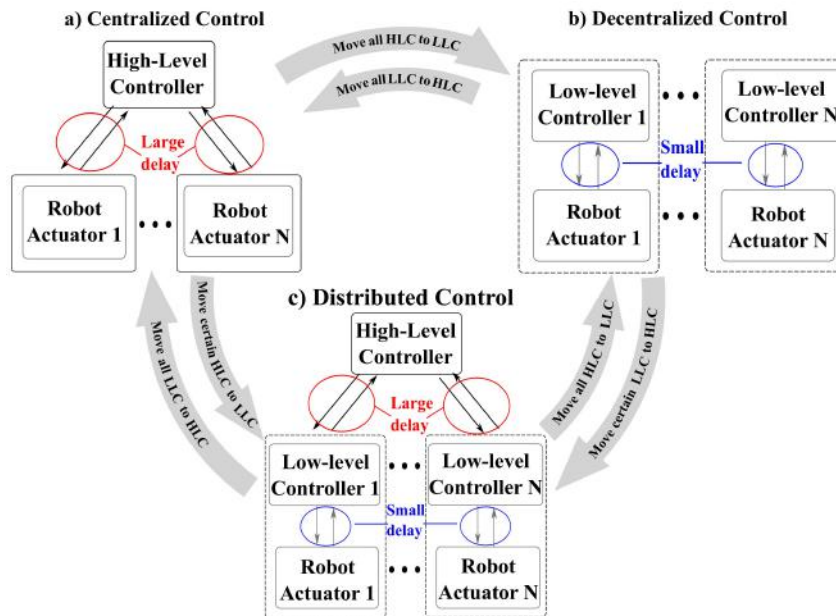 a) Centralized Control
High-Level
Controller
Large
delay
Robot
Actuator 1
Robot
Actuator N
Move all HLC to LLC
Move all LLC to HLC
b) Decentralized Control
Low-level
Controller 1
Low-level
Controller N
Small
delay
Robot
Actuator 1
Robot
Actuator N
Move all LLC to HLC
Move certain HLC to LLC
c) Distributed Control
High-Level
Controller
Large
delay
Low-level
Controller 1
Low-level
Controller N
Small
delay
Robot
Actuator 1
Robot
Actuator N
Move all HLC to LLC
Move certain LLC to HLC